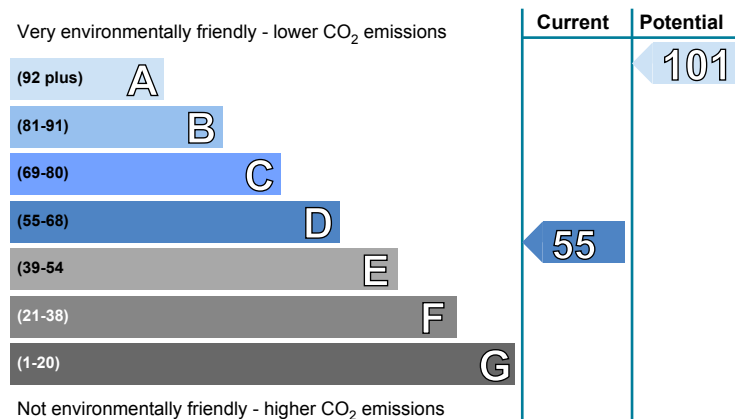 Very environmentally friendly - lower CO₂ emissions
Current Potential
(92 plus) A
101
(81-91) B
(69-80) C
(55-68) D
55
(39-54 E
(21-38) F
(1-20) G
Not environmentally friendly - higher CO₂ emissions